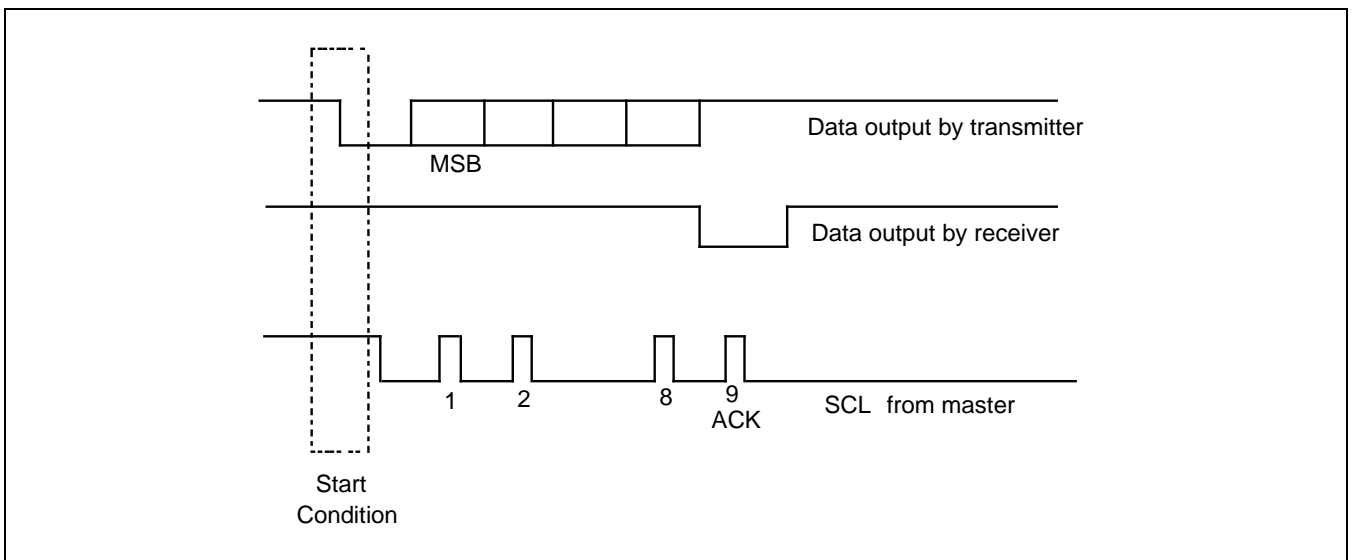 Data output by transmitter
MSB
Data output by receiver
1
2
8
9
ACK
SCL from master
Start
Condition